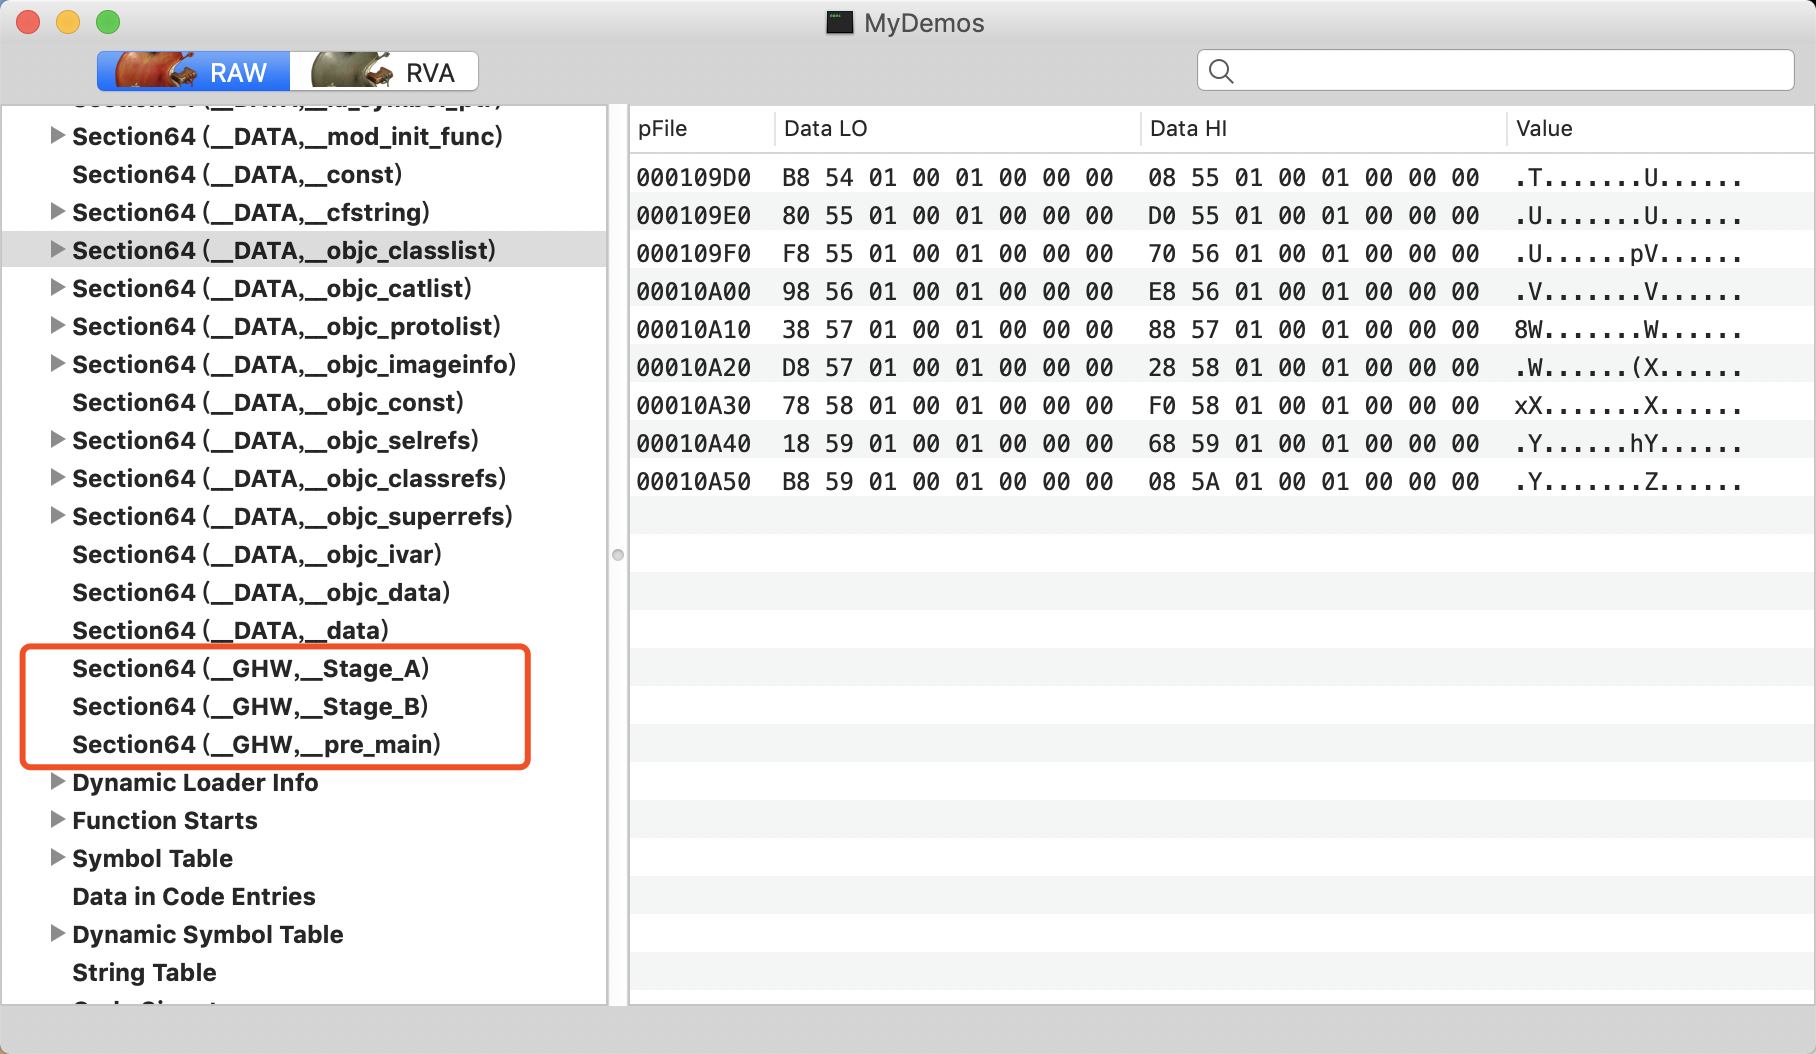 MyDemos
RAW
RVA
Section64 (__DATA,__mod_init_func)
Section64 (__DATA,__const)
Section64 (__DATA,__cfstring)
Section64 (__DATA,__objc_classlist)
Section64 (__DATA,__objc_catlist)
Section64 (__DATA,__objc_protolist)
Section64 (__DATA,__objc_imageinfo)
Section64 (__DATA,__objc_const)
Section64 (__DATA,__objc_selrefs)
Section64 (__DATA,__objc_classrefs)
Section64 (__DATA,__objc_superrefs)
Section64 (__DATA,__objc_ivar)
Section64 (__DATA,__objc_data)
Section64 (__DATA,__data)
Section64 (__GHW,__Stage_A)
Section64 (__GHW,__Stage_B)
Section64 (__GHW,__pre_main)
Dynamic Loader Info
Function Starts
Symbol Table
Data in Code Entries
Dynamic Symbol Table
String Table
pFile Data LO Data HI Value
000109D0 B8 54 01 00 01 00 00 00 08 55 01 00 01 00 00 00 .T.......U......
000109E0 80 55 01 00 01 00 00 00 D0 55 01 00 01 00 00 00 .U.......U......
000109F0 F8 55 01 00 01 00 00 00 70 56 01 00 01 00 00 00 .U......pV......
00010A00 98 56 01 00 01 00 00 00 E8 56 01 00 01 00 00 00 .V.......V......
00010A10 38 57 01 00 01 00 00 00 88 57 01 00 01 00 00 00 8W.......W......
00010A20 D8 57 01 00 01 00 00 00 28 58 01 00 01 00 00 00 .W......(X......
00010A30 78 58 01 00 01 00 00 00 F0 58 01 00 01 00 00 00 xX.......X......
00010A40 18 59 01 00 01 00 00 00 68 59 01 00 01 00 00 00 .Y......hY......
00010A50 B8 59 01 00 01 00 00 00 08 5A 01 00 01 00 00 00 .Y.......Z......